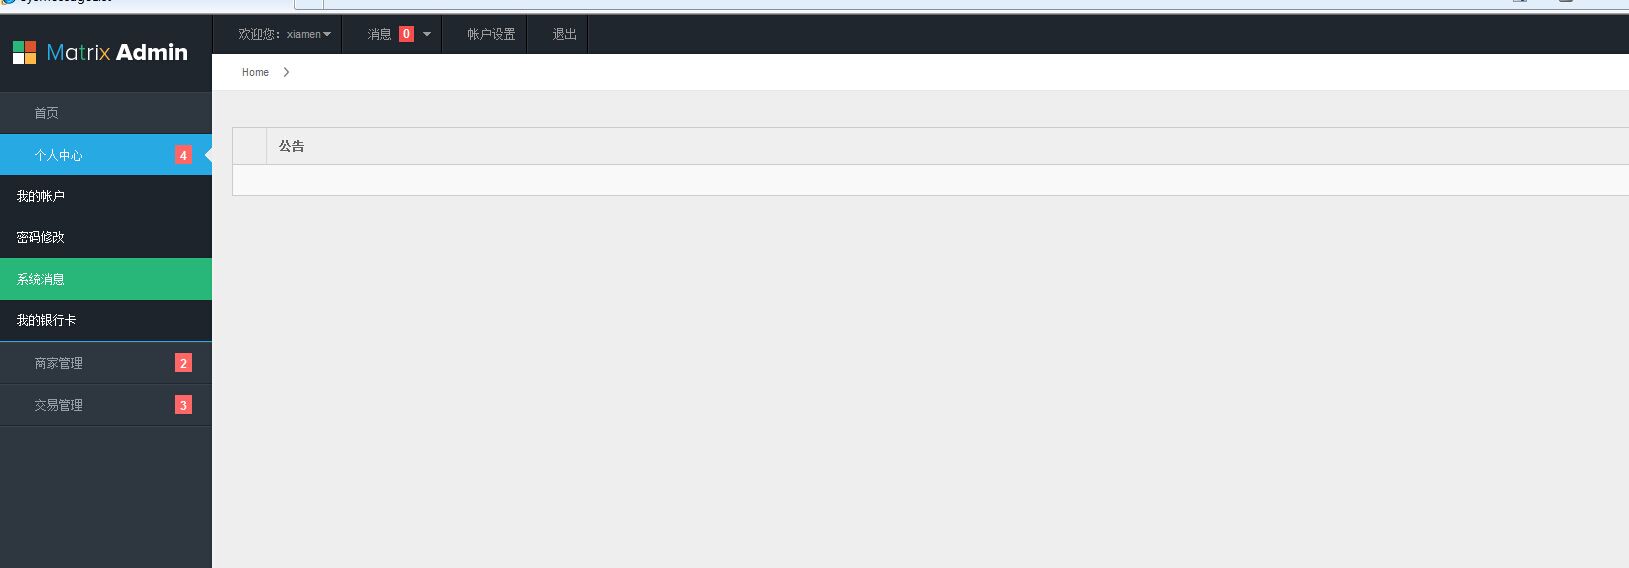 欢迎您：xiamen
消息 0
帐户设置
退出
Matrix Admin
Home
首页
个人中心 4
我的帐户
密码修改
系统消息
我的银行卡
商家管理 2
交易管理 3
公告